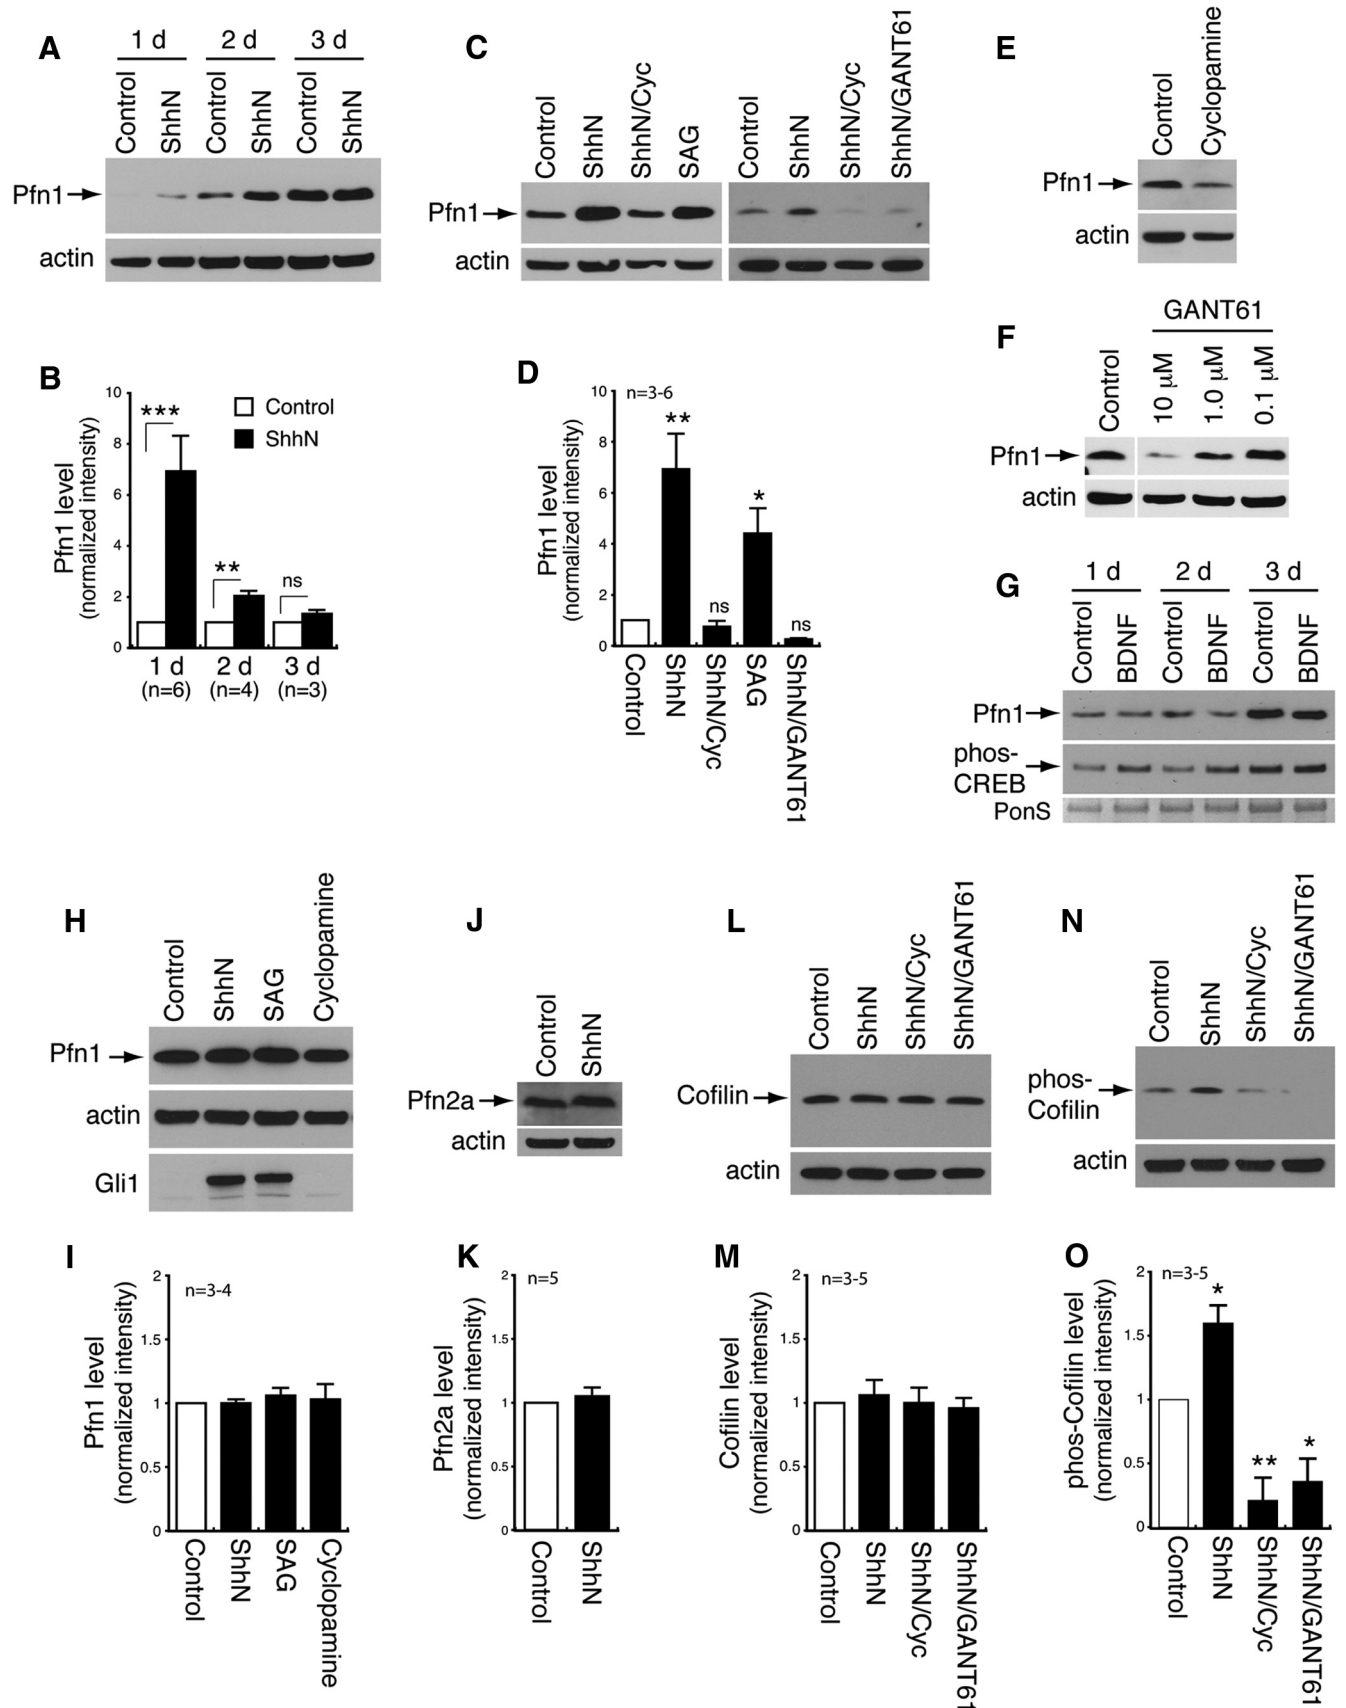 A
1 d 2 d 3 d
Control ShhN Control ShhN Control ShhN
Pfn1
actin
B
Pfn1 level
(normalized intensity)
10
8
6
4
2
0
*** ** ns
Control
ShhN
1 d 2 d 3 d
(n=6) (n=4) (n=3)
C
Control ShhN ShhN/Cyc SAG Control ShhN ShhN/Cyc ShhN/GANT61
Pfn1
actin
D
Pfn1 level
(normalized intensity)
10
8
6
4
2
0
n=3-6
** ns * ns
Control ShhN ShhN/Cyc SAG ShhN/GANT61
E
Control Cyclopamine
Pfn1
actin
F
GANT61
Control 10 μM 1.0 μM 0.1 μM
Pfn1
actin
G
1 d 2 d 3 d
Control BDNF Control BDNF Control BDNF
Pfn1
phos-
CREB
PonS
H
Control ShhN SAG Cyclopamine
Pfn1
actin
Gli1
I
Pfn1 level
(normalized intensity)
2
1.5
1
0.5
0
n=3-4
Control ShhN SAG Cyclopamine
J
Control ShhN
Pfn2a
actin
K
Pfn2a level
(normalized intensity)
2
1.5
1
0.5
0
n=5
Control ShhN
L
Control ShhN ShhN/Cyc ShhN/GANT61
Cofilin
actin
M
Cofilin level
(normalized intensity)
2
1.5
1
0.5
0
n=3-5
Control ShhN ShhN/Cyc ShhN/GANT61
N
Control ShhN ShhN/Cyc ShhN/GANT61
phos-
Cofilin
actin
O
phos-Cofilin level
(normalized intensity)
2
1.5
1
0.5
0
n=3-5
* ** *
Control ShhN ShhN/Cyc ShhN/GANT61